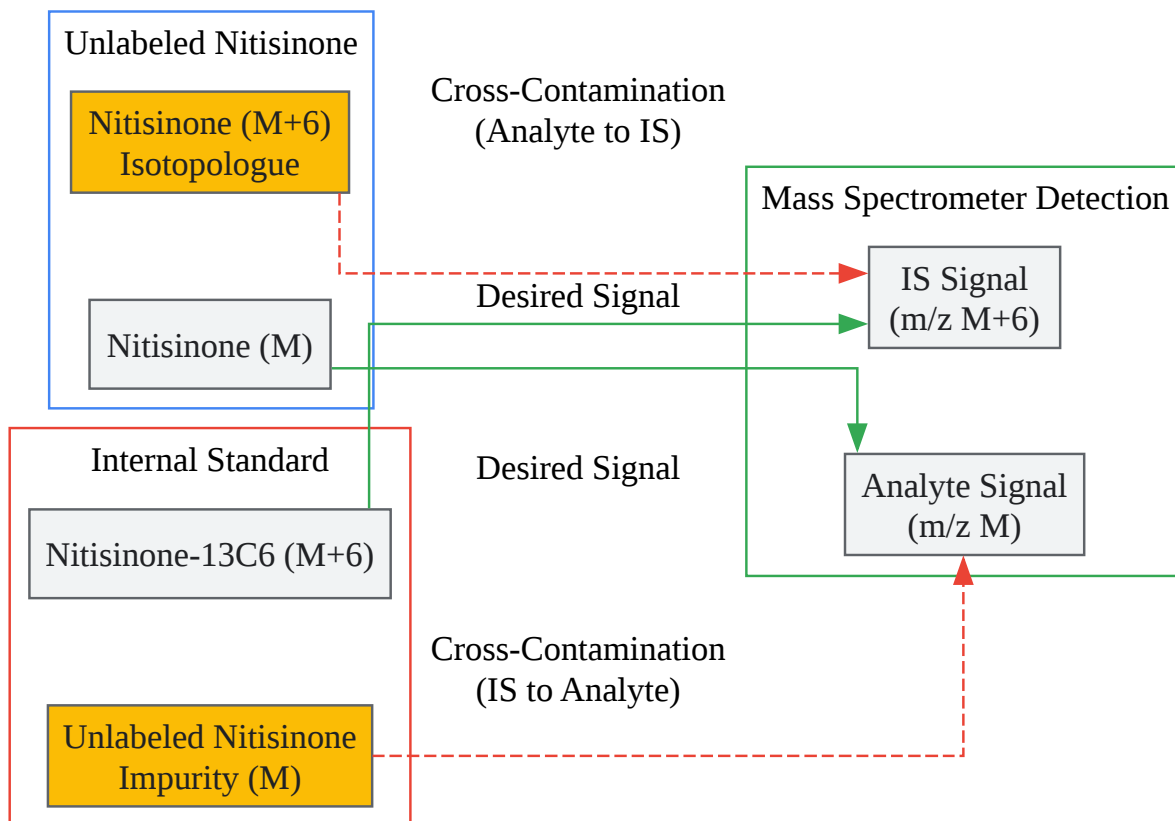 Unlabeled Nitisinone
Nitisinone (M+6)
Isotopologue
Nitisinone (M)
Cross-Contamination
(Analyte to IS)
Desired Signal
Mass Spectrometer Detection
IS Signal
(m/z M+6)
Analyte Signal
(m/z M)
Internal Standard
Nitisinone-13C6 (M+6)
Unlabeled Nitisinone
Impurity (M)
Desired Signal
Cross-Contamination
(IS to Analyte)